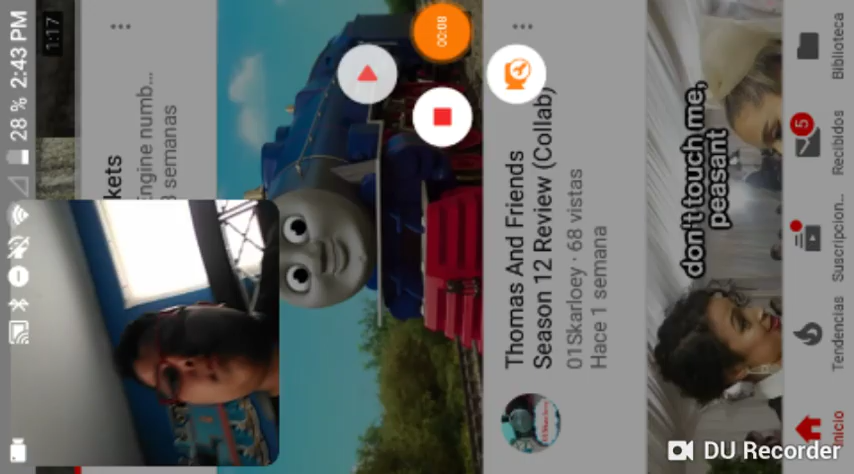 28 % 2:43 PM
1:17
kets
Engine numb...
3 semanas
00:08
Thomas And Friends
Season 12 Review (Collab)
01Skarloey · 68 vistas
Hace 1 semana
don't touch me,
peasant
Inicio
Tendencias
Suscripcion...
5
Recibidos
Biblioteca
DU Recorder